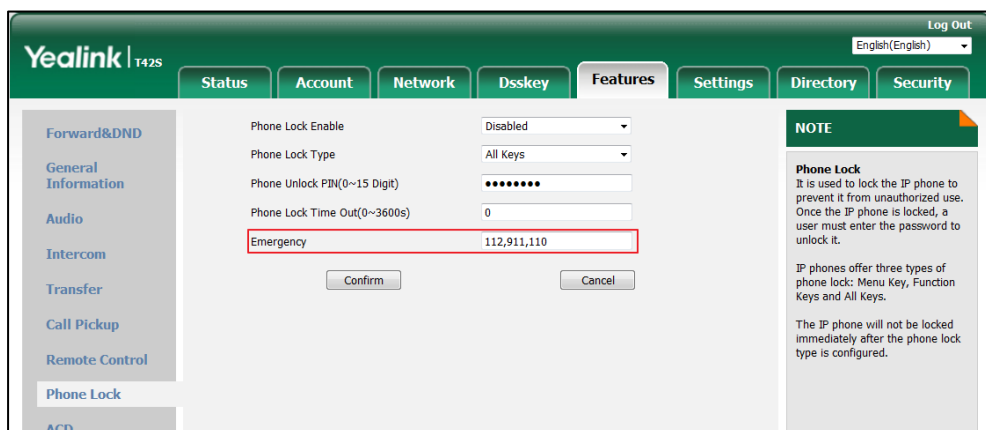 Log Out
Yealink | T42S
English(English)
Status
Account
Network
Dsskey
Features
Settings
Directory
Security
Forward&DND
General
Information
Audio
Intercom
Transfer
Call Pickup
Remote Control
Phone Lock
ACD
Phone Lock Enable
Disabled
Phone Lock Type
All Keys
Phone Unlock PIN(0~15 Digit)
••••••••
Phone Lock Time Out(0~3600s)
0
Emergency
112,911,110
Confirm
Cancel
NOTE
Phone Lock
It is used to lock the IP phone to
prevent it from unauthorized use.
Once the IP phone is locked, a
user must enter the password to
unlock it.
IP phones offer three types of
phone lock: Menu Key, Function
Keys and All Keys.
The IP phone will not be locked
immediately after the phone lock
type is configured.